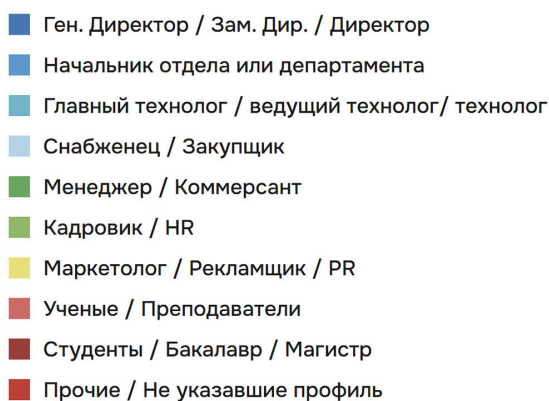 Ген. Директор / Зам. Дир. / Директор
Начальник отдела или департамента
Главный технолог / ведущий технолог/ технолог
Снабженец / Закупщик
Менеджер / Коммерсант
Кадровик / HR
Маркетолог / Рекламщик / PR
Ученые / Преподаватели
Студенты / Бакалавр / Магистр
Прочие / Не указавшие профиль